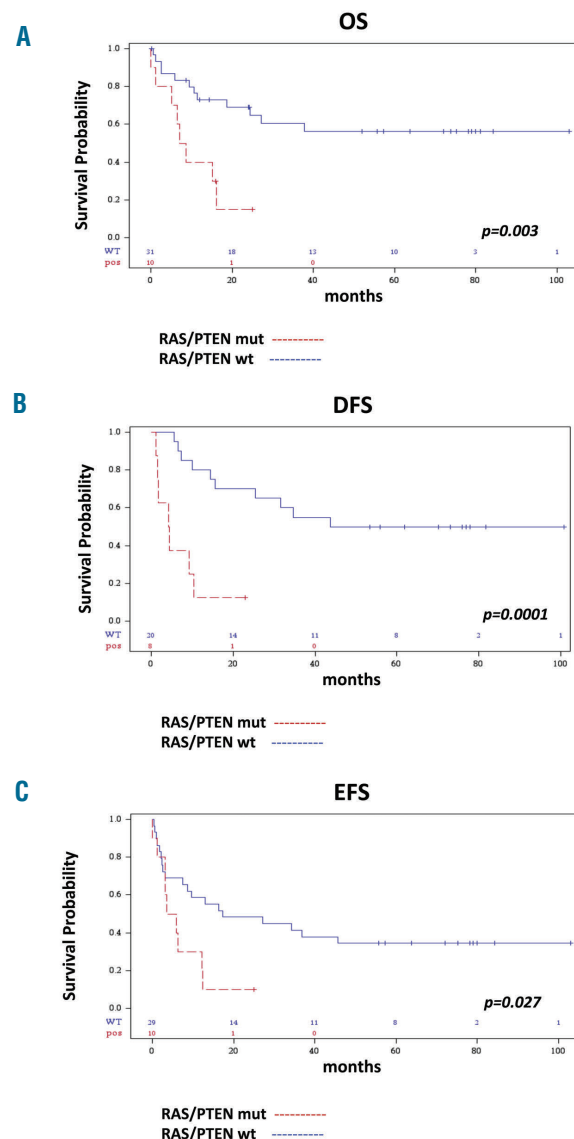 A
OS
Survival Probability
1.0
0.8
0.6
0.4
0.2
0.0
p=0.003
WT 31 18 13 10 3 1
pos 10 1 0
0 20 40 60 80 100
months
RAS/PTEN mut
RAS/PTEN wt
B
DFS
Survival Probability
1.0
0.8
0.6
0.4
0.2
0.0
p=0.0001
WT 20 14 11 8 2 1
pos 8 1 0
0 20 40 60 80 100
months
RAS/PTEN mut
RAS/PTEN wt
C
EFS
Survival Probability
1.0
0.8
0.6
0.4
0.2
0.0
p=0.027
WT 29 14 11 8 2 1
pos 10 1 0
0 20 40 60 80 100
months
RAS/PTEN mut
RAS/PTEN wt